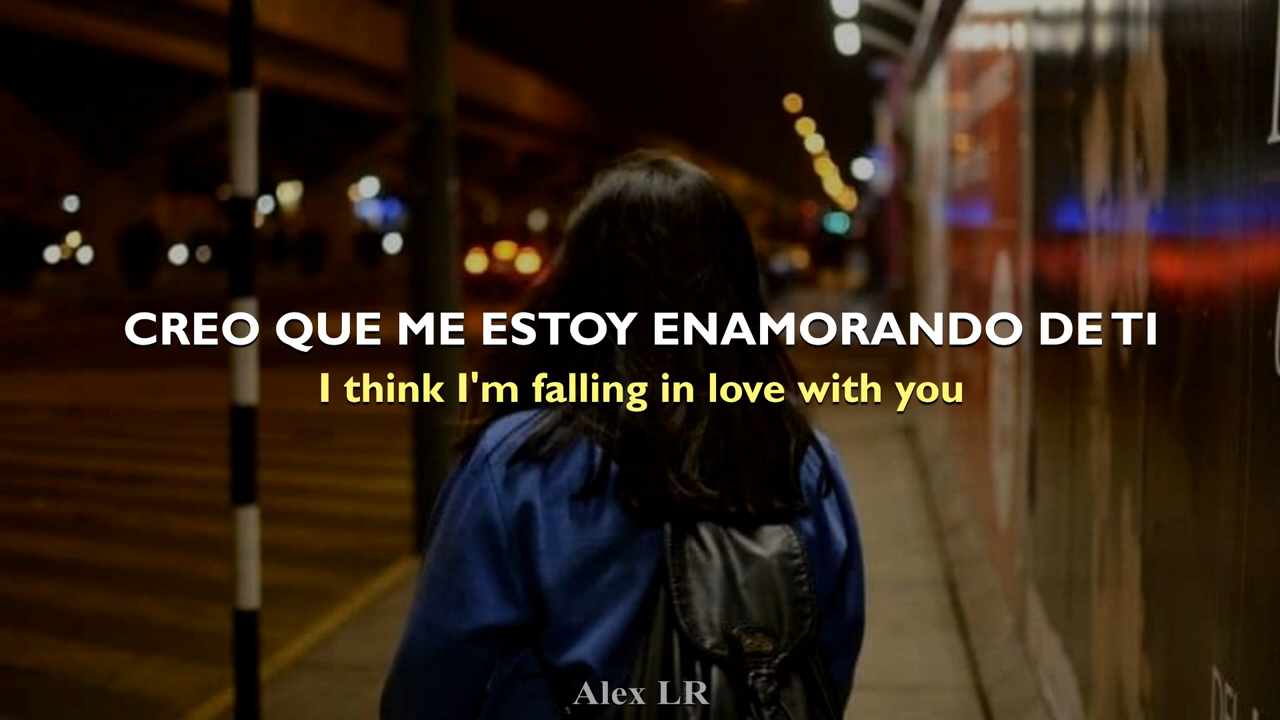 CREO QUE ME ESTOY ENAMORANDO DE TI
I think I'm falling in love with you
Alex LR